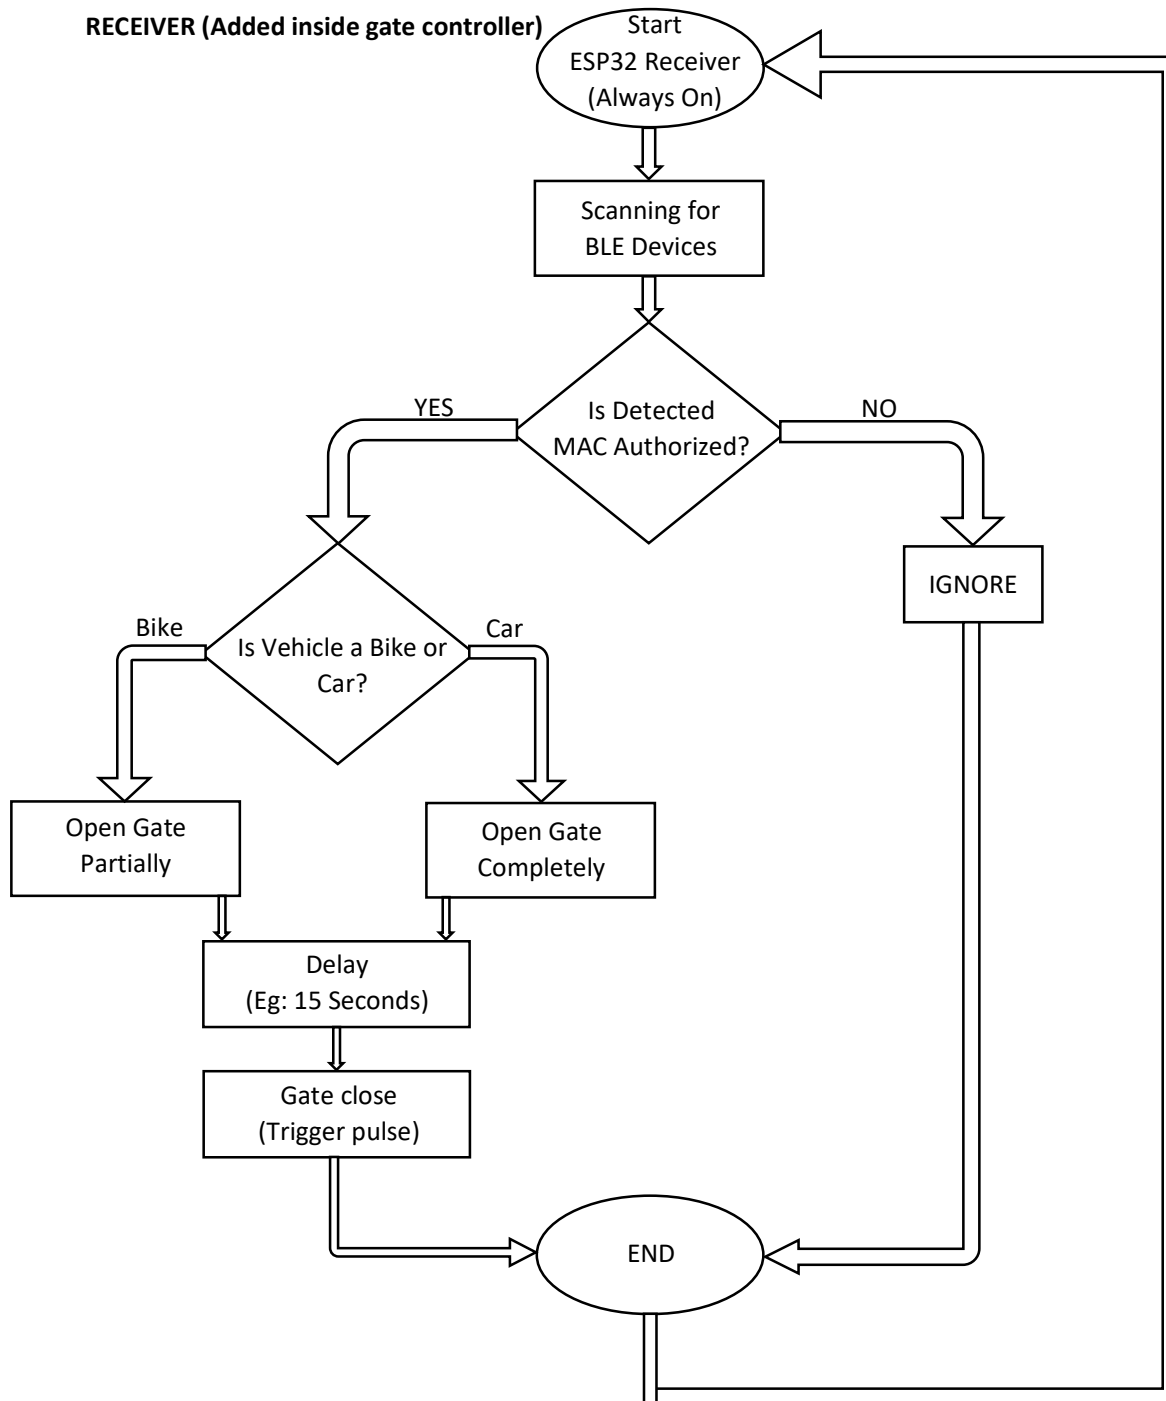 RECEIVER (Added inside gate controller)
Start
ESP32 Receiver
(Always On)
Scanning for
BLE Devices
Is Detected
MAC Authorized?
YES
NO
Is Vehicle a Bike or
Car?
Bike
Car
IGNORE
Open Gate
Partially
Open Gate
Completely
Delay
(Eg: 15 Seconds)
Gate close
(Trigger pulse)
END